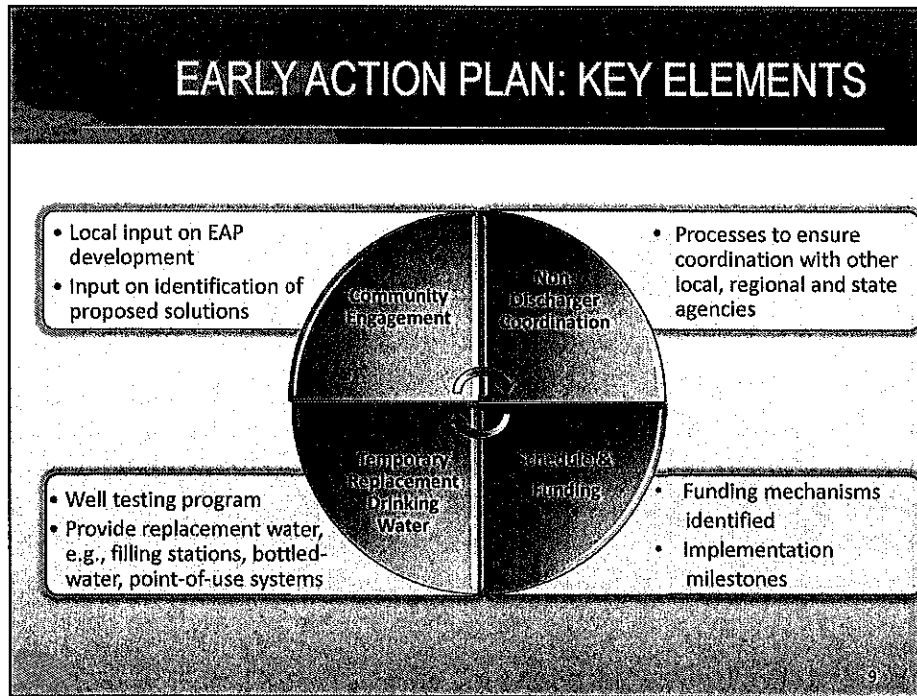 EARLY ACTION PLAN: KEY ELEMENTS
• Local input on EAP
development
• Input on identification of
proposed solutions
Community
Engagement
Non
Discharger
Coordination
• Processes to ensure
coordination with other
local, regional and state
agencies
• Well testing program
• Provide replacement water,
e.g., filling stations, bottled-
water, point-of-use systems
Temporary
Replacement
Drinking
Water
Schedule &
Funding
• Funding mechanisms
identified
• Implementation
milestones
9